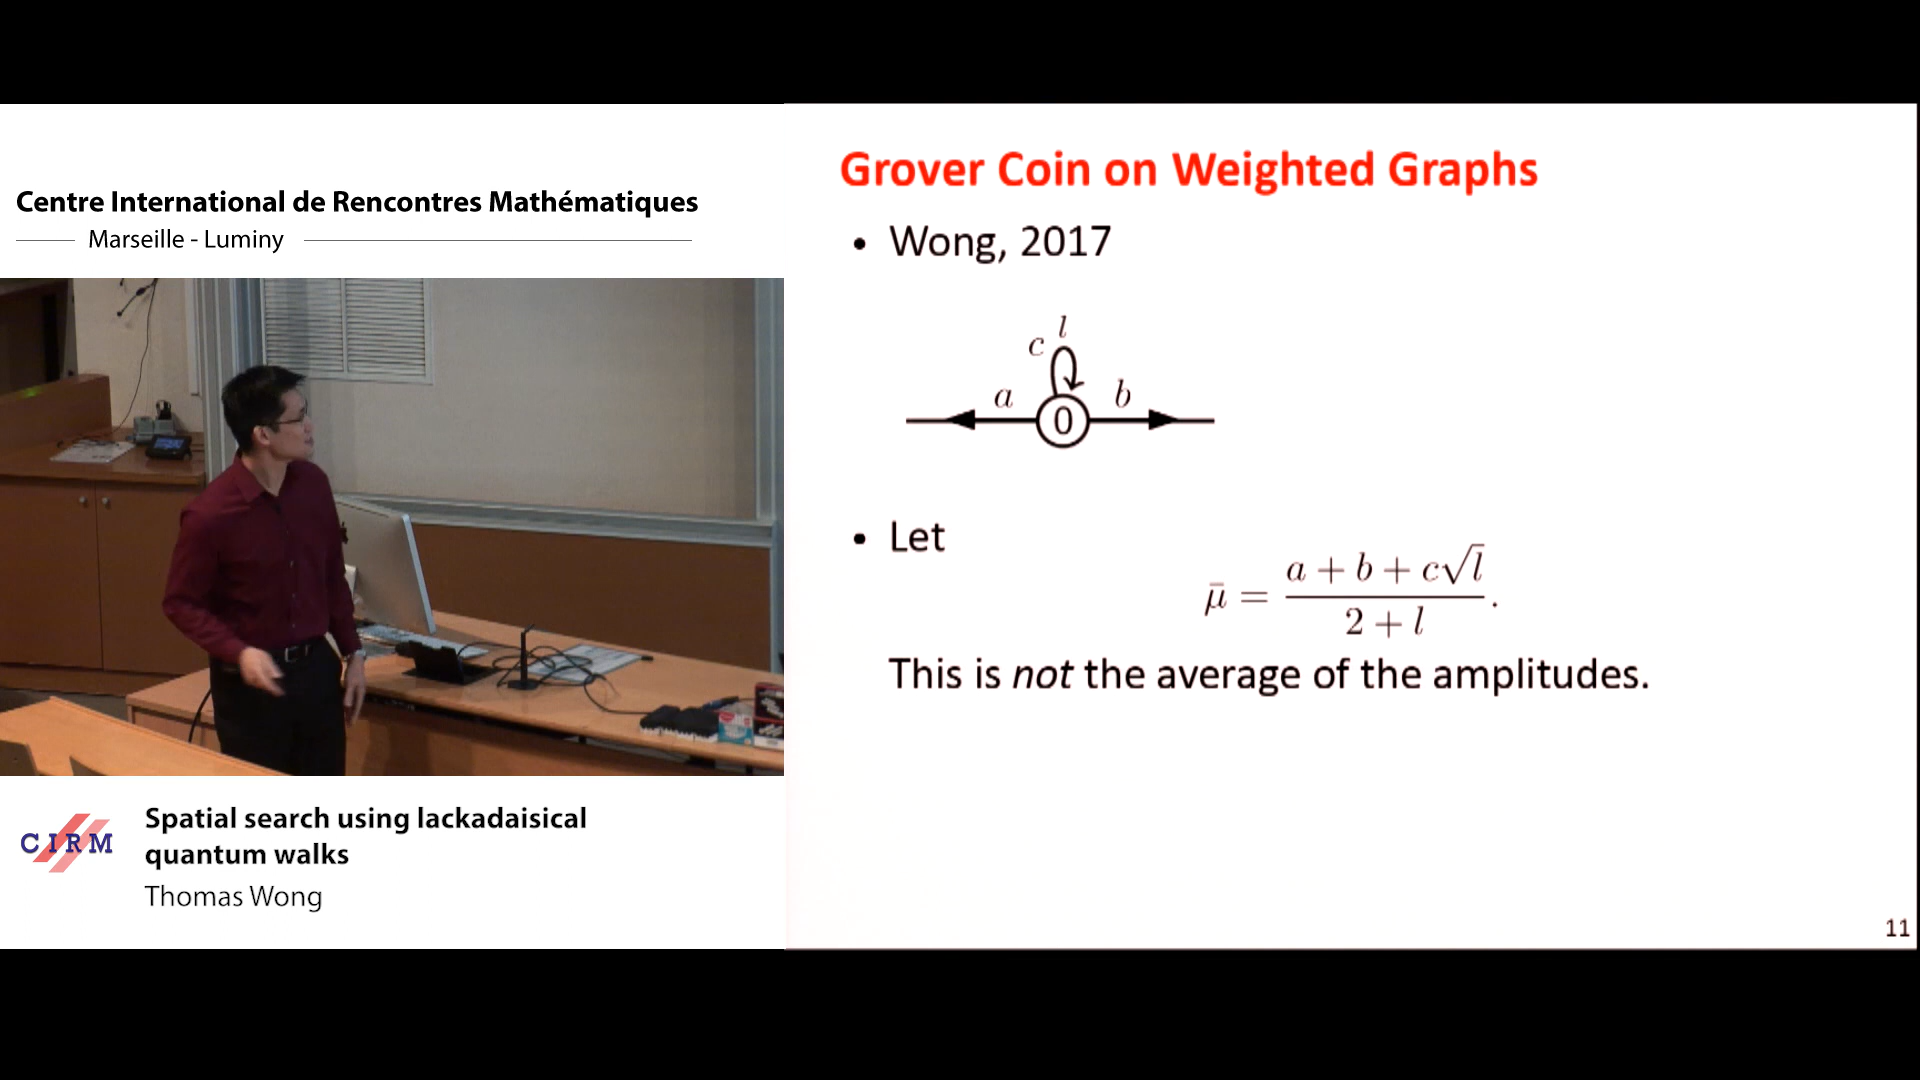 Centre International de Rencontres Mathématiques
Marseille - Luminy
Grover Coin on Weighted Graphs
• Wong, 2017
l
c
a
b
0
• Let
μ̄ = (a + b + c√l) / (2 + l).
This is not the average of the amplitudes.
CIRM
Spatial search using lackadaisical
quantum walks
Thomas Wong
11